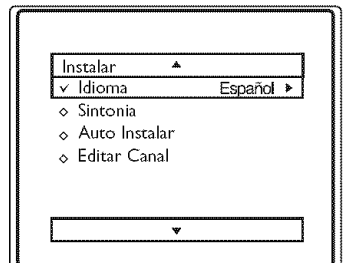 Instalar
Idioma Español
Sintonia
Auto Instalar
Editar Canal